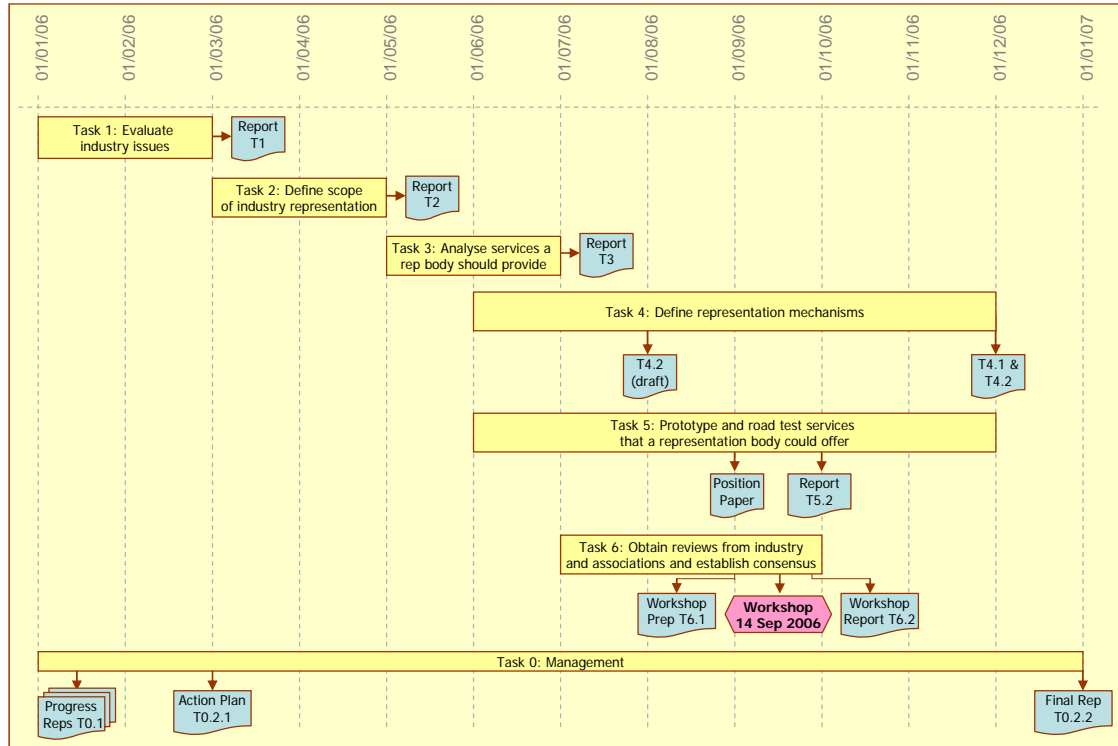 01/01/06
01/02/06
01/03/06
01/04/06
01/05/06
01/06/06
01/07/06
01/08/06
01/09/06
01/10/06
01/11/06
01/12/06
01/01/07
Task 1: Evaluate
industry issues
Report
T1
Task 2: Define scope
of industry representation
Report
T2
Task 3: Analyse services a
rep body should provide
Report
T3
Task 4: Define representation mechanisms
T4.2
(draft)
T4.1 &
T4.2
Task 5: Prototype and road test services
that a representation body could offer
Position
Paper
Report
T5.2
Task 6: Obtain reviews from industry
and associations and establish consensus
Workshop
Prep T6.1
Workshop
14 Sep 2006
Workshop
Report T6.2
Task 0: Management
Progress
Reps T0.1
Action Plan
T0.2.1
Final Rep
T0.2.2